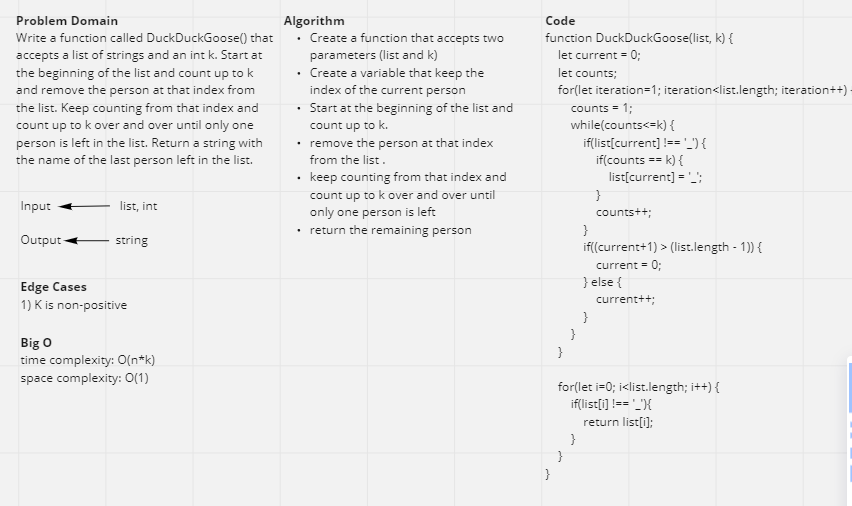 Problem Domain
Write a function called DuckDuckGoose() that
accepts a list of strings and an int k. Start at
the beginning of the list and count up to k
and remove the person at that index from
the list. Keep counting from that index and
count up to k over and over until only one
person is left in the list. Return a string with
the name of the last person left in the list.
Input
list, int
Output
string
Edge Cases
1) K is non-positive
Big O
time complexity: O(n*k)
space complexity: O(1)
Algorithm
• Create a function that accepts two
parameters (list and k)
• Create a variable that keep the
index of the current person
• Start at the beginning of the list and
count up to k.
• remove the person at that index
from the list .
• keep counting from that index and
count up to k over and over until
only one person is left
• return the remaining person
Code
function DuckDuckGoose(list, k) {
let current = 0;
let counts;
for(let iteration=1; iteration<list.length; iteration++)
counts = 1;
while(counts<=k) {
if(list[current] !== '_') {
if(counts == k) {
list[current] = '_';
}
counts++;
}
if((current+1) > (list.length - 1)) {
current = 0;
} else {
current++;
}
}
}
for(let i=0; i<list.length; i++) {
if(list[i] !== '_'){
return list[i];
}
}
}